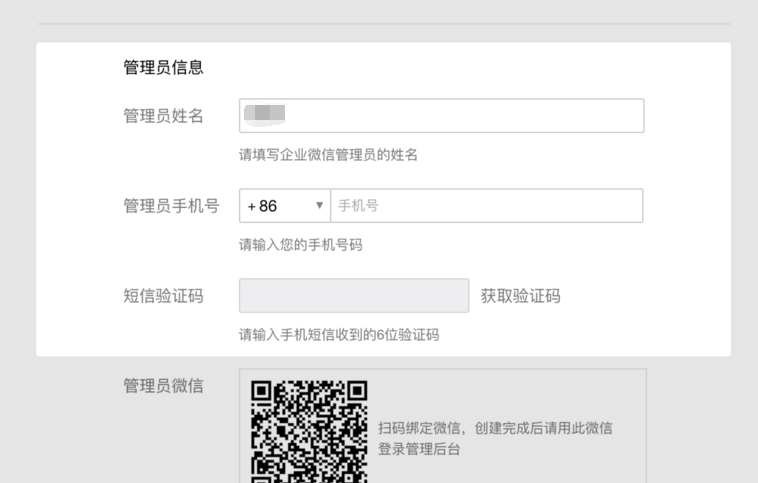 管理员信息
管理员姓名
请填写企业微信管理员的姓名
管理员手机号 +86 ▼ 手机号
请输入您的手机号码
短信验证码 获取验证码
请输入手机短信收到的6位验证码
管理员微信
扫码绑定微信，创建完成后请用此微信
登录管理后台